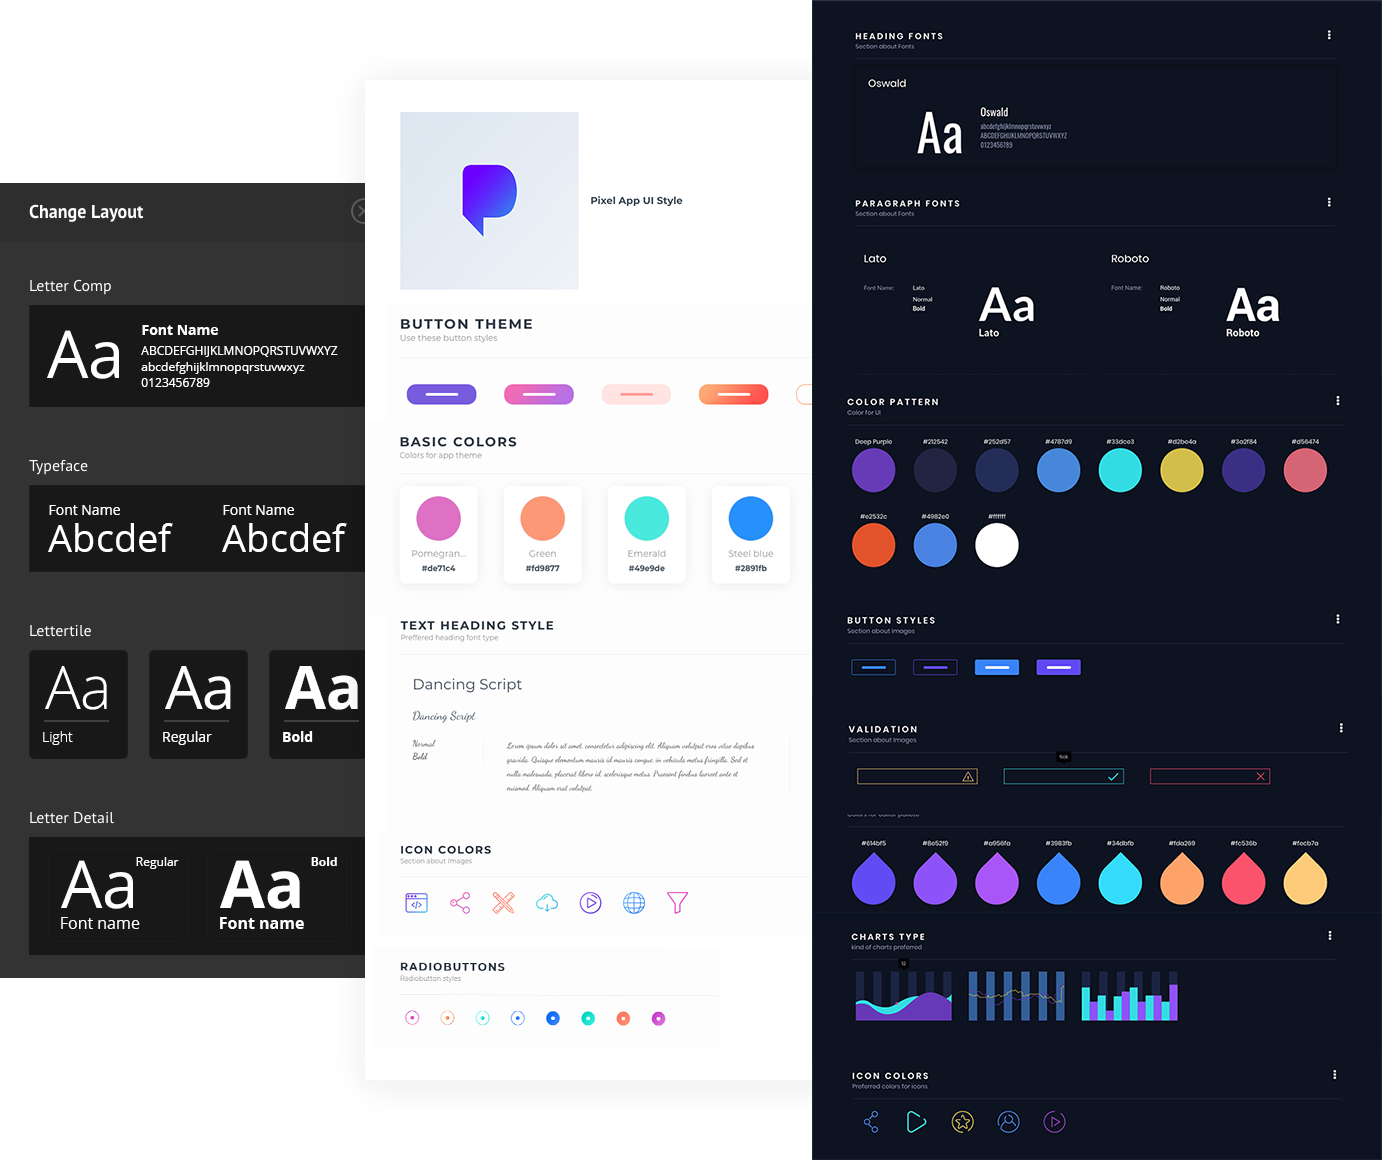 Change Layout
Letter Comp
Aa
Font Name
ABCDEFGHIJKLMNOPQRSTUVWXYZ
abcdefghijklmnopqrstuvwxyz
0123456789
Typeface
Font Name
Abcdef
Font Name
Abcdef
Lettertile
Aa
Light
Aa
Regular
Aa
Bold
Letter Detail
Aa
Regular
Font name
Aa
Bold
Font name
Pixel App UI Style
BUTTON THEME
Use these button styles
BASIC COLORS
Colors for app theme
Pomegran...
#de71c4
Green
#fd9877
Emerald
#49e9de
Steel blue
#2891fb
TEXT HEADING STYLE
Preffered heading font type
Dancing Script
Dancing Script
Normal
Bold
Lorem ipsum dolor sit amet, consectetur adipiscing elit. Aliquam volutpat eros vitae dapibus
gravida. Quisque elementum mauris id mauris congue, in vehicula metus fringilla. Sed et
nulla malesuada, placerat libero id, scelerisque metus. Praesent finibus laoreet ante et
euismod. Aliquam erat volutpat.
ICON COLORS
Section about Images
RADIOBUTTONS
Radiobutton styles
HEADING FONTS
Section about Fonts
Oswald
Aa
Oswald
abcdefghijklmnopqrstuvwxyz
ABCDEFGHIJKLMNOPQRSTUVWXYZ
0123456789
PARAGRAPH FONTS
Section about Fonts
Lato
Font Name:
Lato
Normal
Bold
Aa
Lato
Roboto
Font Name:
Roboto
Normal
Bold
Aa
Roboto
COLOR PATTERN
Color for UI
Deep Purple
#212542
#252d57
#4787d9
#33dce3
#d2be4a
#3a2f84
#d56474
#e2532c
#4982e0
#ffffff
BUTTON STYLES
Section about Images
VALIDATION
Section about Images
tick
Colors for editor pallete
#614bf5
#8e52f9
#a956fa
#3983fb
#34dbfb
#fda269
#fc536b
#fecb7a
CHARTS TYPE
kind of charts preferred
12
ICON COLORS
Preferred colors for icons